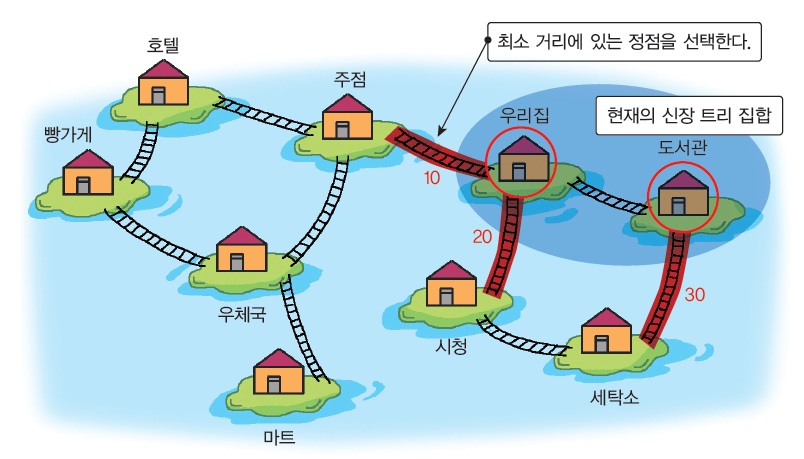 최소 거리에 있는 정점을 선택한다.
호텔
주점
우리집
현재의 신장 트리 집합
빵가게
도서관
10
20
30
우체국
시청
세탁소
마트